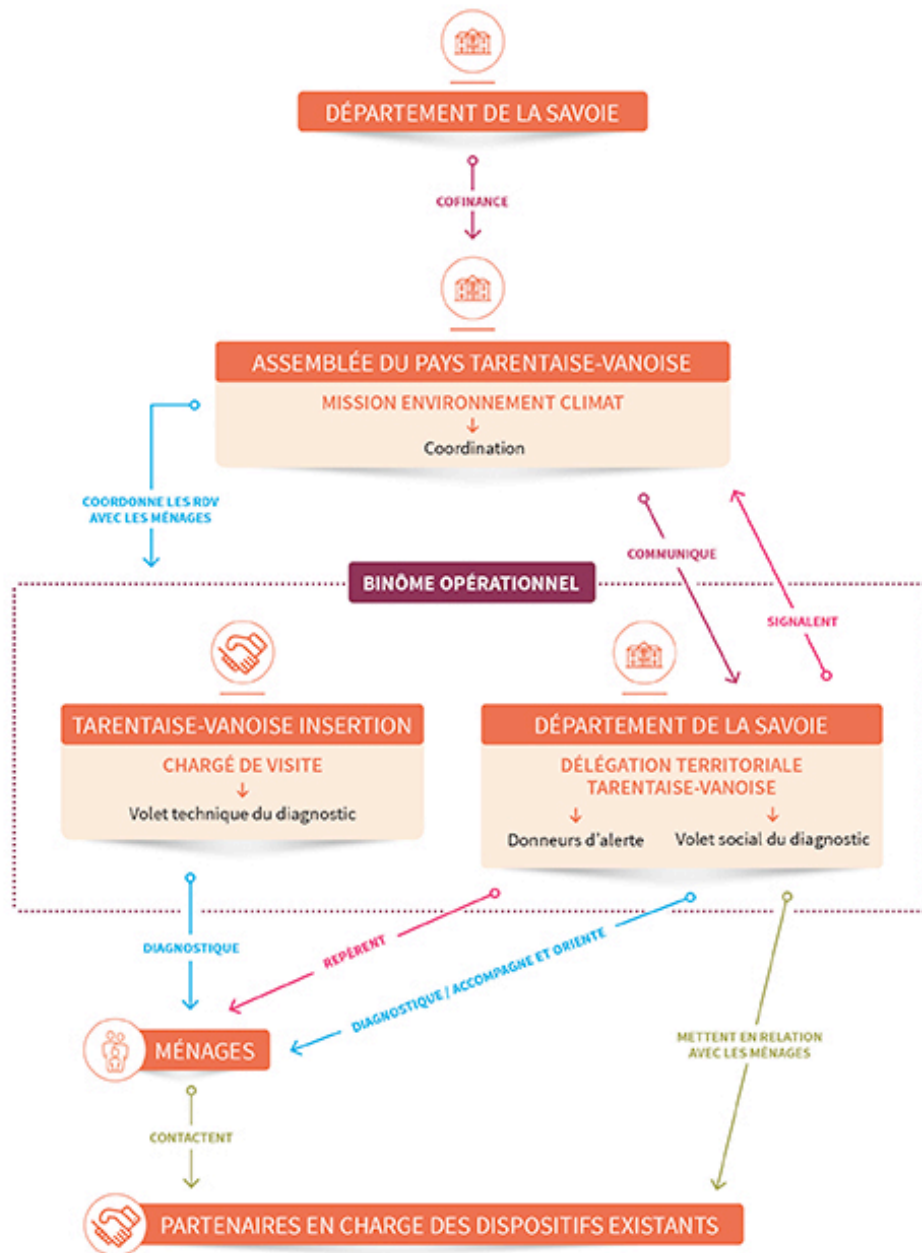 DÉPARTEMENT DE LA SAVOIE
COFINANCE
ASSEMBLÉE DU PAYS TARENTAISE-VANOISE
MISSION ENVIRONNEMENT CLIMAT
Coordination
COORDONNE LES RDV
AVEC LES MÉNAGES
COMMUNIQUE
SIGNALENT
BINÔME OPÉRATIONNEL
TARENTAISE-VANOISE INSERTION
CHARGÉ DE VISITE
Volet technique du diagnostic
DÉPARTEMENT DE LA SAVOIE
DÉLÉGATION TERRITORIALE
TARENTAISE-VANOISE
Donneurs d'alerte
Volet social du diagnostic
DIAGNOSTIQUE
REPÈRENT
DIAGNOSTIQUE / ACCOMPAGNE ET ORIENTE
METTENT EN RELATION
AVEC LES MÉNAGES
MÉNAGES
CONTACTENT
PARTENAIRES EN CHARGE DES DISPOSITIFS EXISTANTS